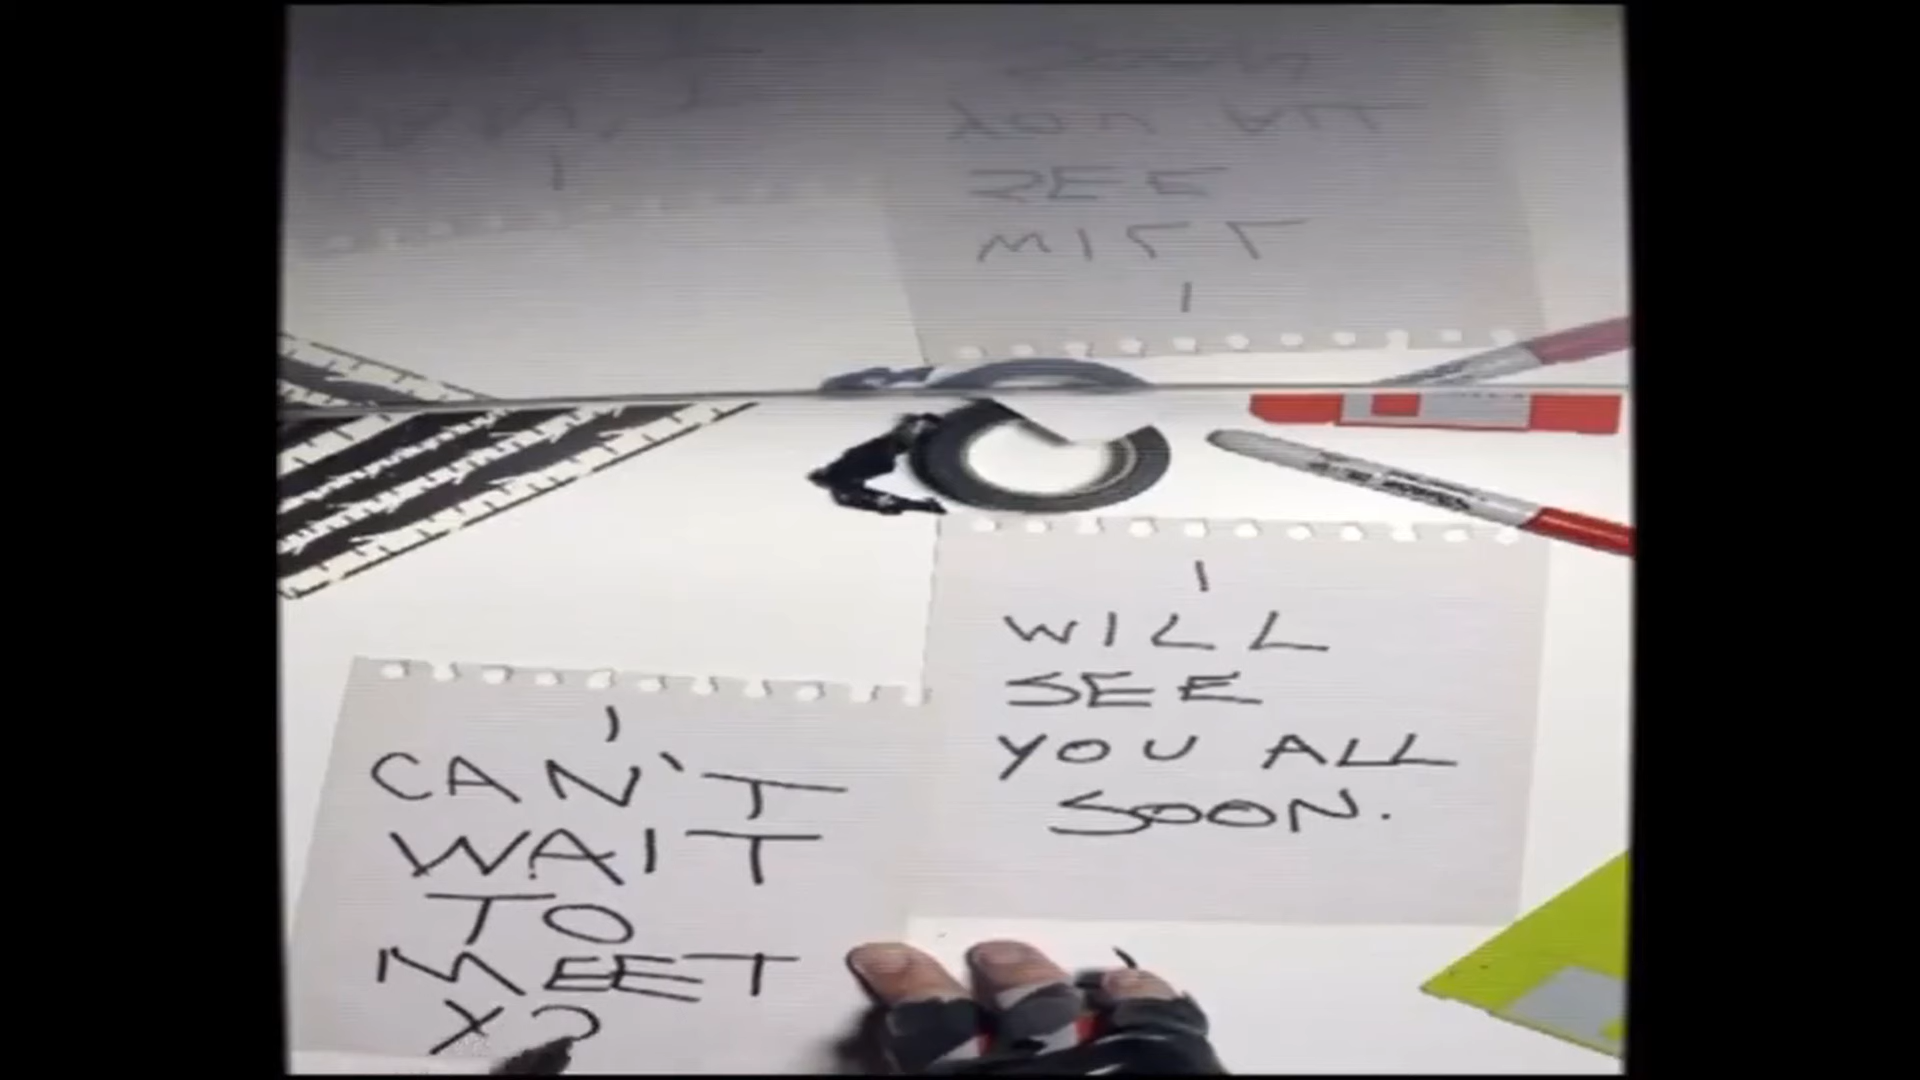 I
CAN'T
WAIT
TO
MEET
I
WILL
SEE
YOU ALL
SOON.